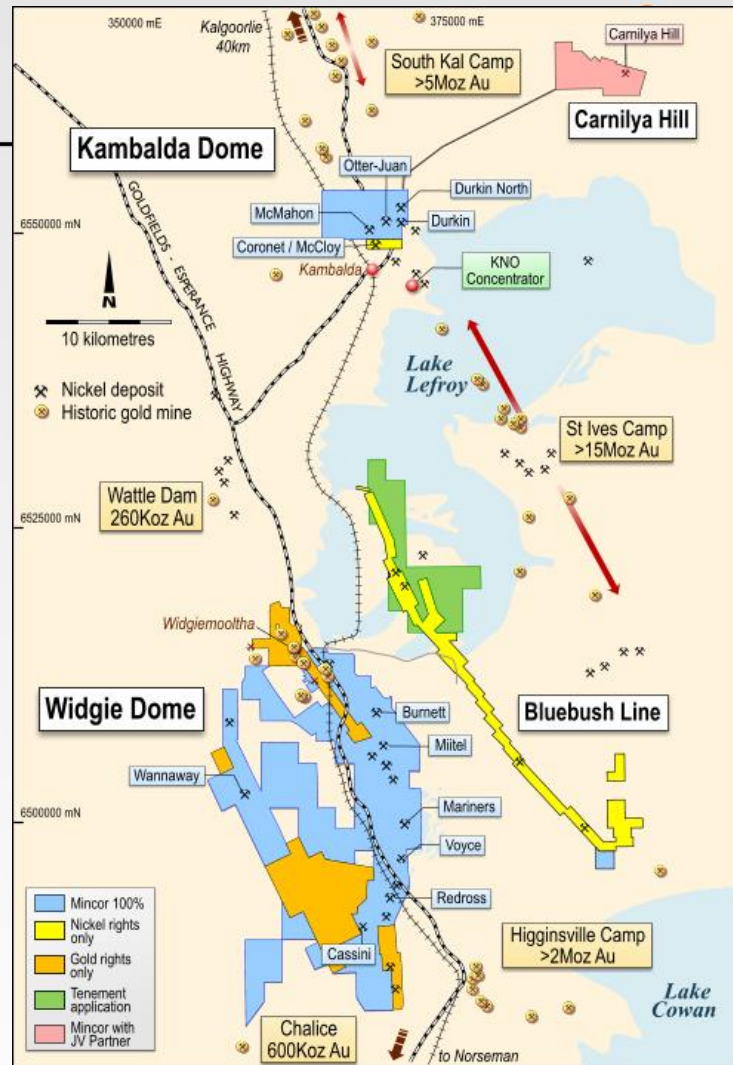 350000 mE
375000 mE
Kalgoorlie
40km
South Kal Camp
>5Moz Au
Carnilya Hill
Carnilya Hill
Kambalda Dome
Otter-Juan
Durkin North
McMahon
Durkin
6550000 mN
Coronet / McCloy
Kambalda
KNO
Concentrator
GOLDFIELDS - ESPERANCE HIGHWAY
N
10 kilometres
Lake
Lefroy
Nickel deposit
Historic gold mine
St Ives Camp
>15Moz Au
Wattle Dam
260Koz Au
6525000 mN
Widgiemooltha
Widgie Dome
Burnett
Bluebush Line
Miitel
Wannaway
6500000 mN
Mariners
Voyce
Mincor 100%
Nickel rights
only
Gold rights
only
Tenement
application
Mincor with
JV Partner
Redross
Cassini
Higginsville Camp
>2Moz Au
Lake
Cowan
Chalice
600Koz Au
to Norseman